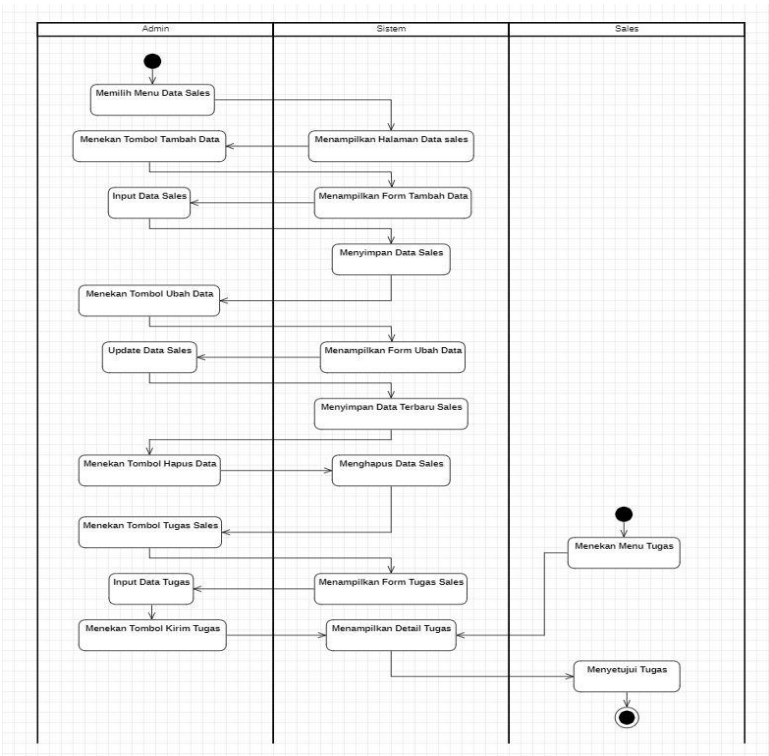 Admin
Sistem
Sales
Memilih Menu Data Sales
Menekan Tombol Tambah Data
Menampilkan Halaman Data sales
Input Data Sales
Menampilkan Form Tambah Data
Menyimpan Data Sales
Menekan Tombol Ubah Data
Update Data Sales
Menampilkan Form Ubah Data
Menyimpan Data Terbaru Sales
Menekan Tombol Hapus Data
Menghapus Data Sales
Menekan Tombol Tugas Sales
Menekan Menu Tugas
Input Data Tugas
Menampilkan Form Tugas Sales
Menekan Tombol Kirim Tugas
Menampilkan Detail Tugas
Menyetujui Tugas